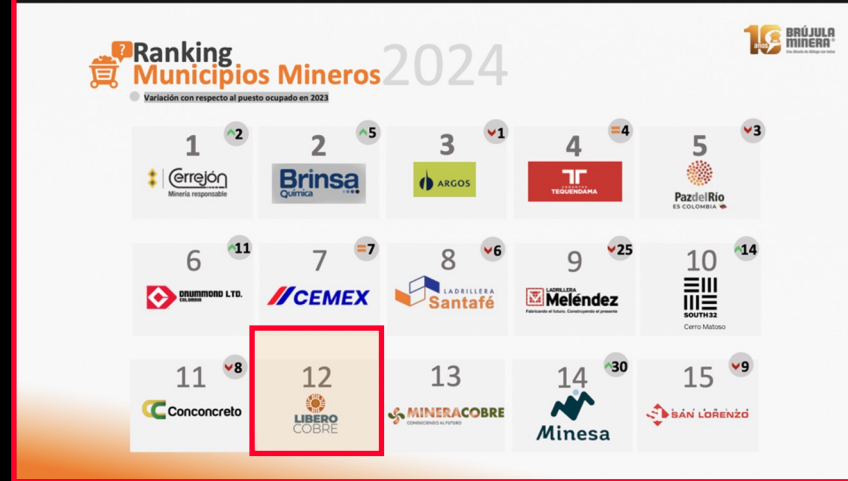 ?
Ranking
Municipios Mineros 2024
Variación con respecto al puesto ocupado en 2023
10 años
BRÚJULA
MINERA®
1 ^2
Cerrejón
Minería responsable
2 ^5
Brinsa
Química
3 ˅1
ARGOS
4 =4
CEMENTOS
TEQUENDAMA
5 ˅3
PazdelRío
ES COLOMBIA
6 ^11
DRUMMOND LTD.
COLOMBIA
7 =7
CEMEX
8 ˅6
LADRILLERA
Santafé
9 ˅25
LADRILLERA
Meléndez
Fabricando el futuro. Construyendo el presente
10 ^14
SOUTH32
Cerro Matoso
11 ˅8
Conconcreto
12
LIBERO
COBRE
13
MINERACOBRE
CONDUCIENDO AL FUTURO
14 ^30
Minesa
15 ˅9
SAN LORENZO